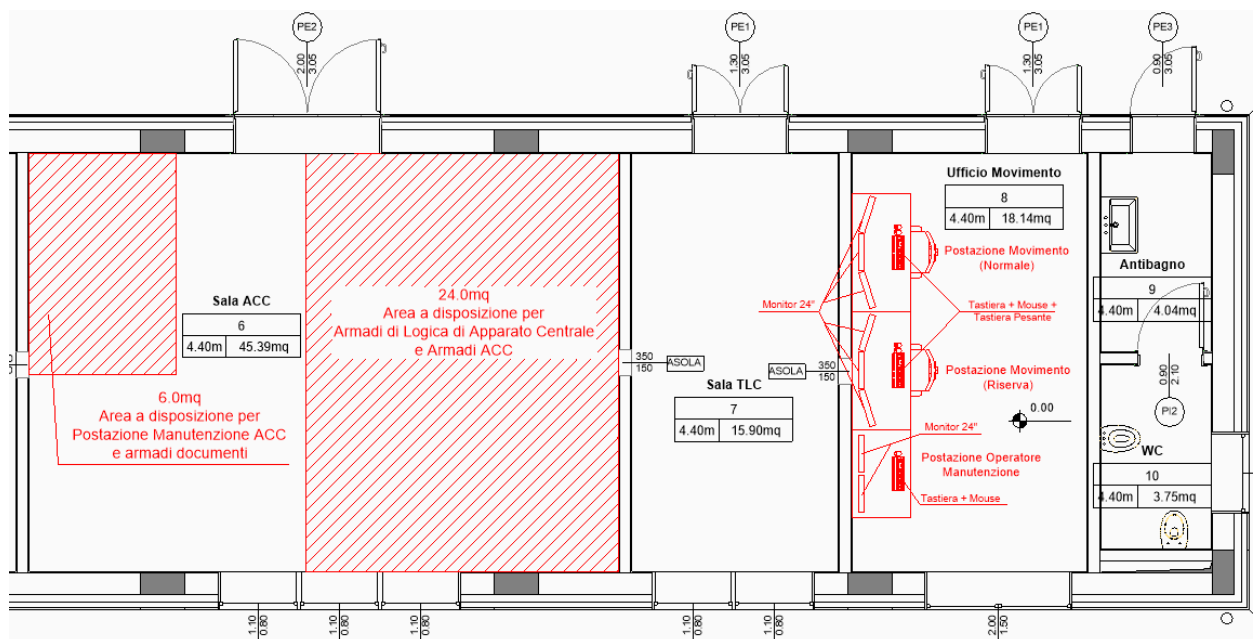 PE2
PE1
PE1
PE3
2.00
3.05
1.30
3.05
1.30
3.05
0.90
3.05
Ufficio Movimento
8
4.40m 18.14mq
Postazione Movimento
(Normale)
Monitor 24"
Tastiera + Mouse +
Tastiera Pesante
Antibagno
9
4.40m 4.04mq
Sala ACC
6
4.40m 45.39mq
24.0mq
Area a disposizione per
Armadi di Logica di Apparato Centrale
e Armadi ACC
350
150
ASOLA
ASOLA
350
150
Postazione Movimento
(Riserva)
0.90
2.10
PI2
Sala TLC
7
4.40m 15.90mq
0.00
6.0mq
Area a disposizione per
Postazione Manutenzione ACC
e armadi documenti
Monitor 24"
Postazione Operatore
Manutenzione
Tastiera + Mouse
WC
10
4.40m 3.75mq
1.10
0.80
1.10
0.80
1.10
0.80
1.10
0.80
1.10
0.80
2.00
1.50